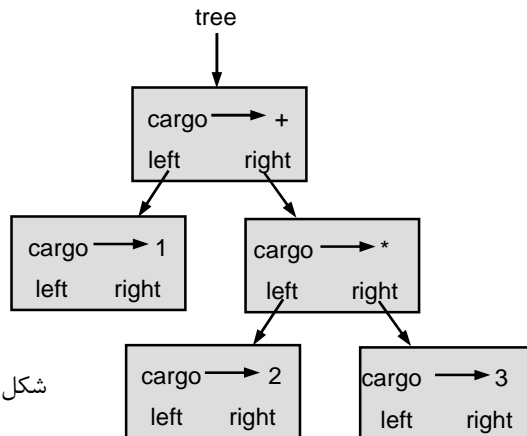 tree
cargo +
left right
cargo 1
left right
cargo *
left right
cargo 2
left right
cargo 3
left right
شکل